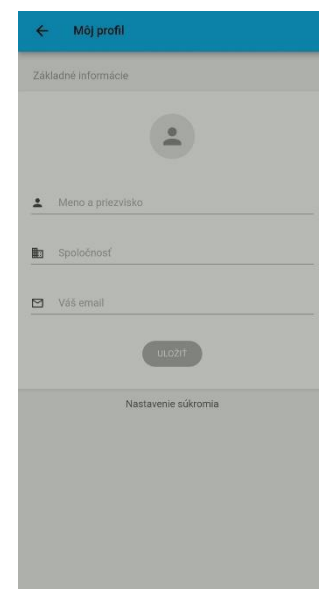 Môj profil
Základné informácie
Meno a priezvisko
Spoločnosť
Váš email
ULOŽIŤ
Nastavenie súkromia